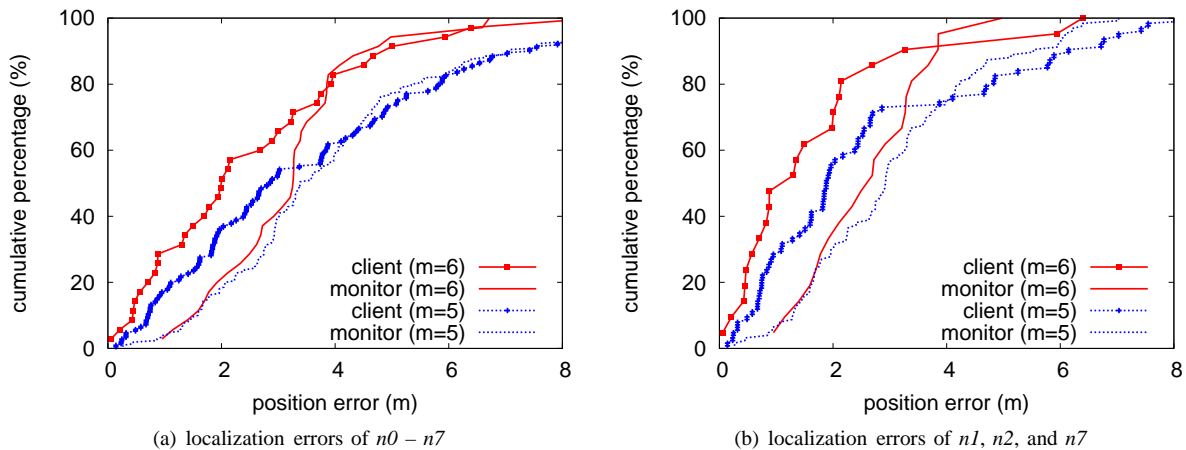 cumulative percentage (%)
100
80
60
40
20
0
client (m=6)
monitor (m=6)
client (m=5)
monitor (m=5)
0 2 4 6 8
position error (m)
(a) localization errors of n0 – n7
cumulative percentage (%)
100
80
60
40
20
0
client (m=6)
monitor (m=6)
client (m=5)
monitor (m=5)
0 2 4 6 8
position error (m)
(b) localization errors of n1, n2, and n7